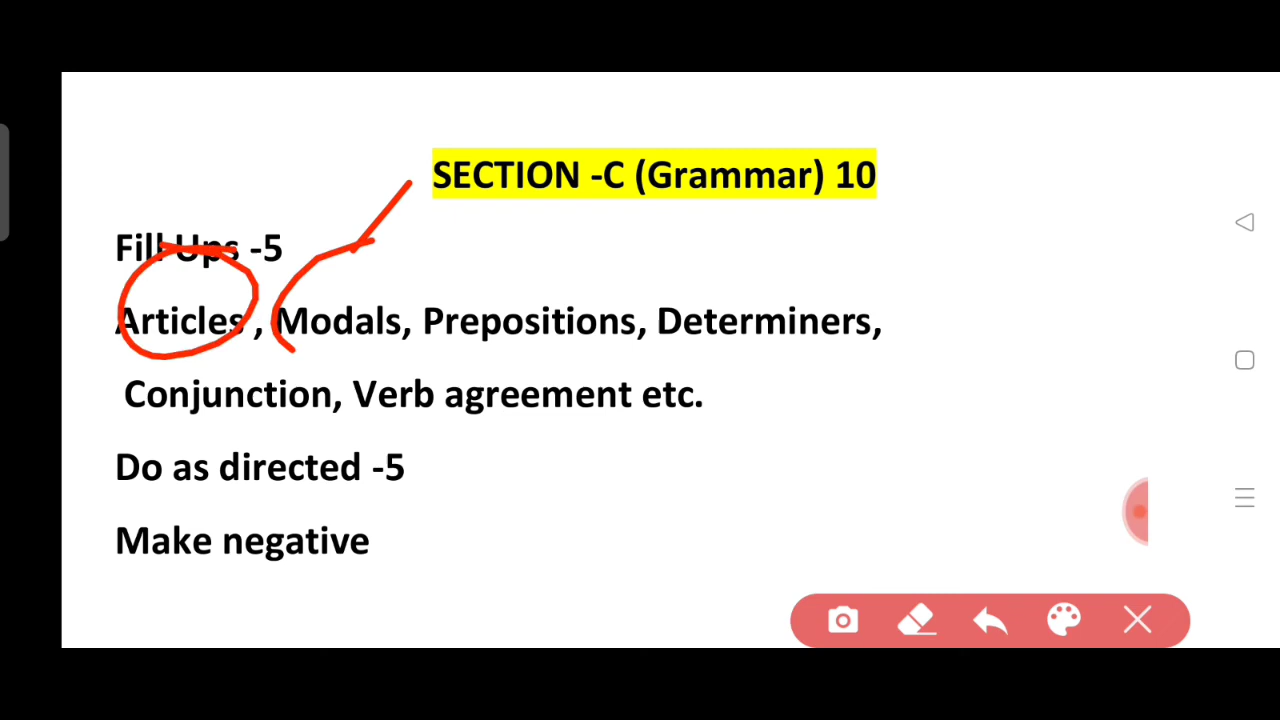 SECTION -C (Grammar) 10
Fill Ups -5
Articles , Modals, Prepositions, Determiners,
Conjunction, Verb agreement etc.
Do as directed -5
Make negative